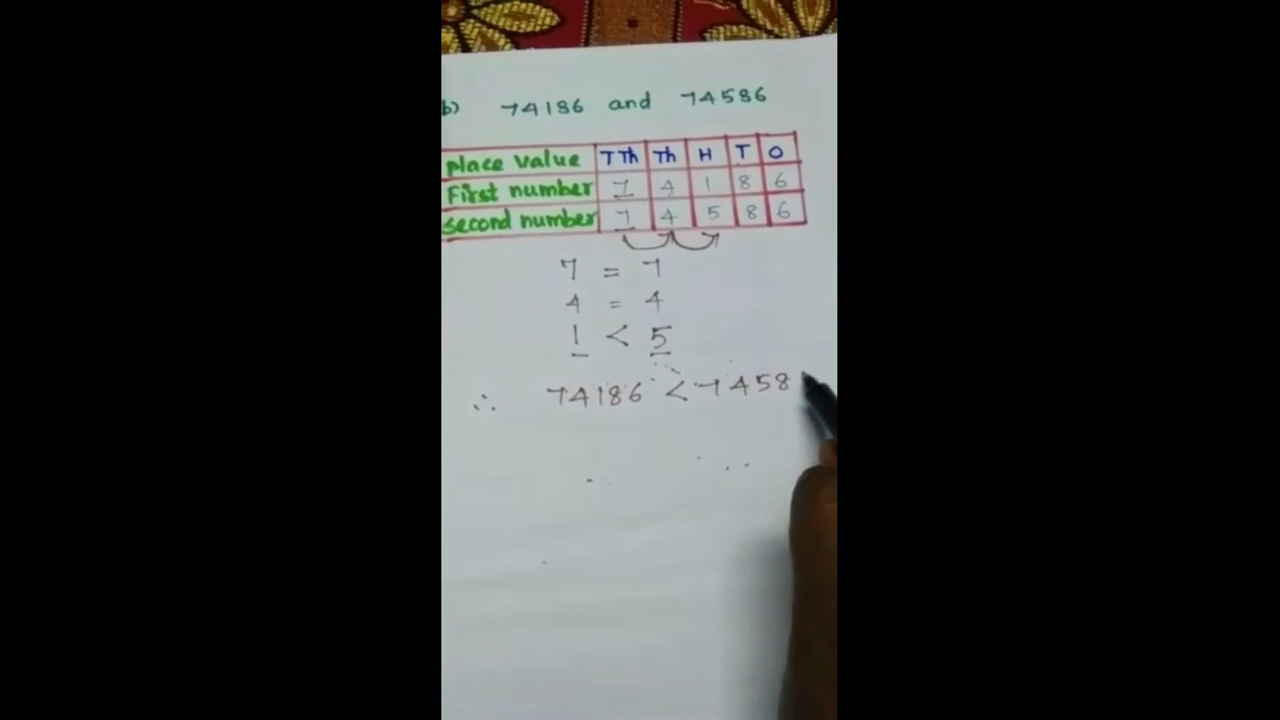 b) 74186 and 74586
Place value TTh Th H T O
First number 7 4 1 8 6
second number 7 4 5 8 6
7 = 7
4 = 4
1 < 5
∴ 74186 < 7458